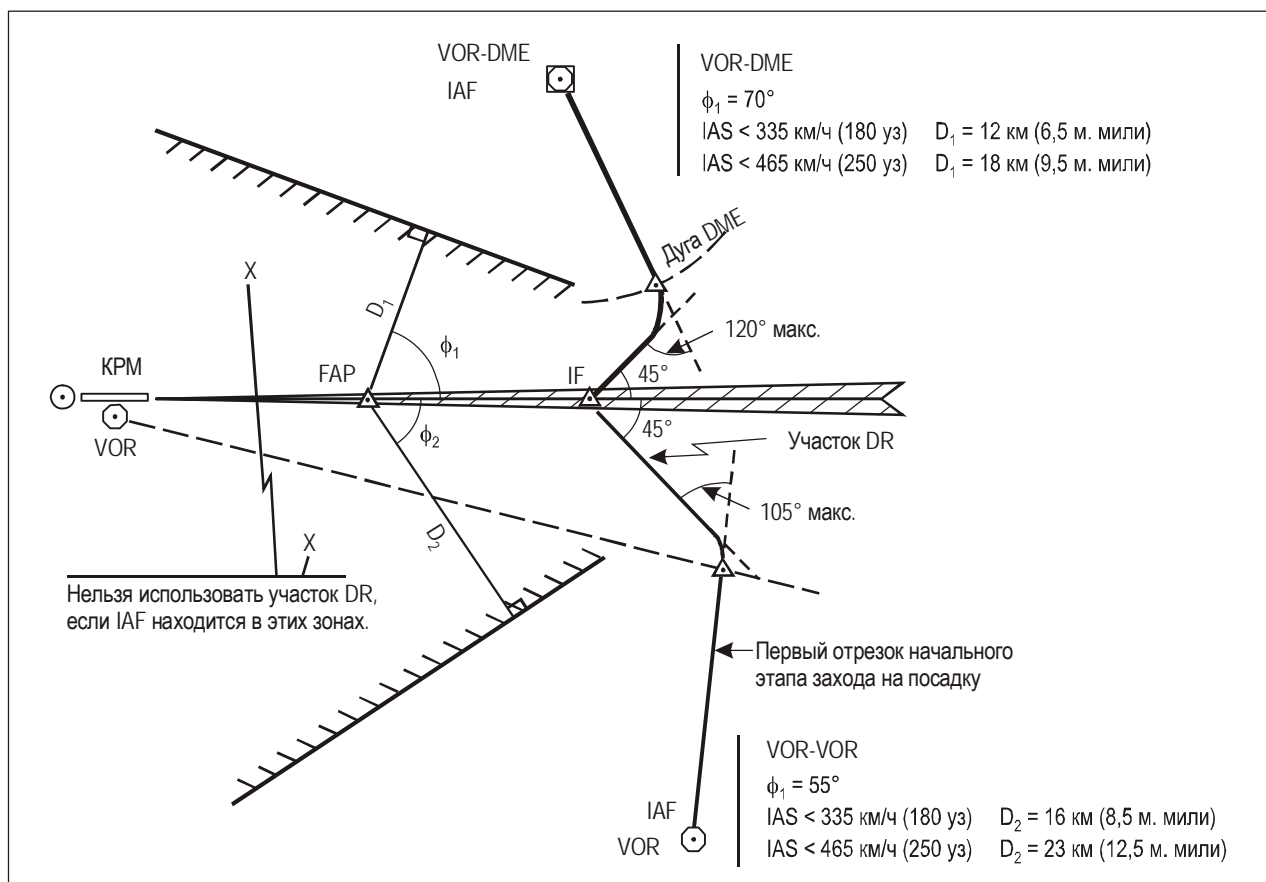 VOR-DME
IAF
VOR-DME
ϕ₁ = 70°
IAS < 335 км/ч (180 уз) D₁ = 12 км (6,5 м. мили)
IAS < 465 км/ч (250 уз) D₁ = 18 км (9,5 м. мили)
Дуга DME
X
D₁
120° макс.
ϕ₁
КРМ
FAP
IF
45°
VOR
ϕ₂
45°
Участок DR
D₂
105° макс.
X
Нельзя использовать участок DR,
если IAF находится в этих зонах.
Первый отрезок начального
этапа захода на посадку
VOR-VOR
ϕ₁ = 55°
IAF
IAS < 335 км/ч (180 уз) D₂ = 16 км (8,5 м. мили)
VOR
IAS < 465 км/ч (250 уз) D₂ = 23 км (12,5 м. мили)